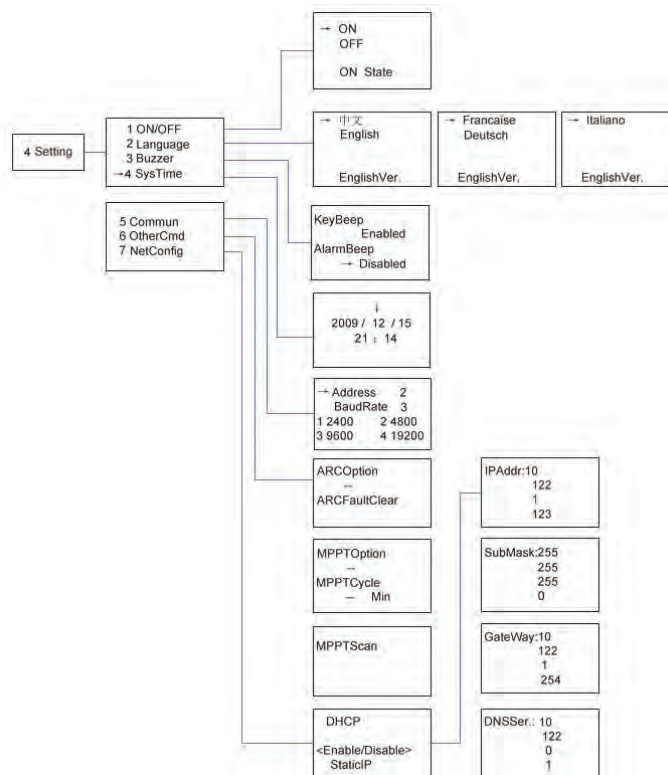 → ON
OFF
ON State
4 Setting
1 ON/OFF
2 Language
3 Buzzer
→4 SysTime
→ 中文
English
EnglishVer.
→ Francaise
Deutsch
EnglishVer.
→ Italiano
EnglishVer.
5 Commun
6 OtherCmd
7 NetConfig
KeyBeep
Enabled
AlarmBeep
→ Disabled
↓
2009 / 12 / 15
21 : 14
→ Address 2
BaudRate 3
1 2400 2 4800
3 9600 4 19200
ARCOption
--
ARCFaultClear
IPAddr:10
122
1
123
MPPTOption
→
MPPTCycle
-- Min
SubMask:255
255
255
0
MPPTScan
GateWay:10
122
1
254
DHCP
<Enable/Disable>
StaticIP
DNSSer.: 10
122
0
1